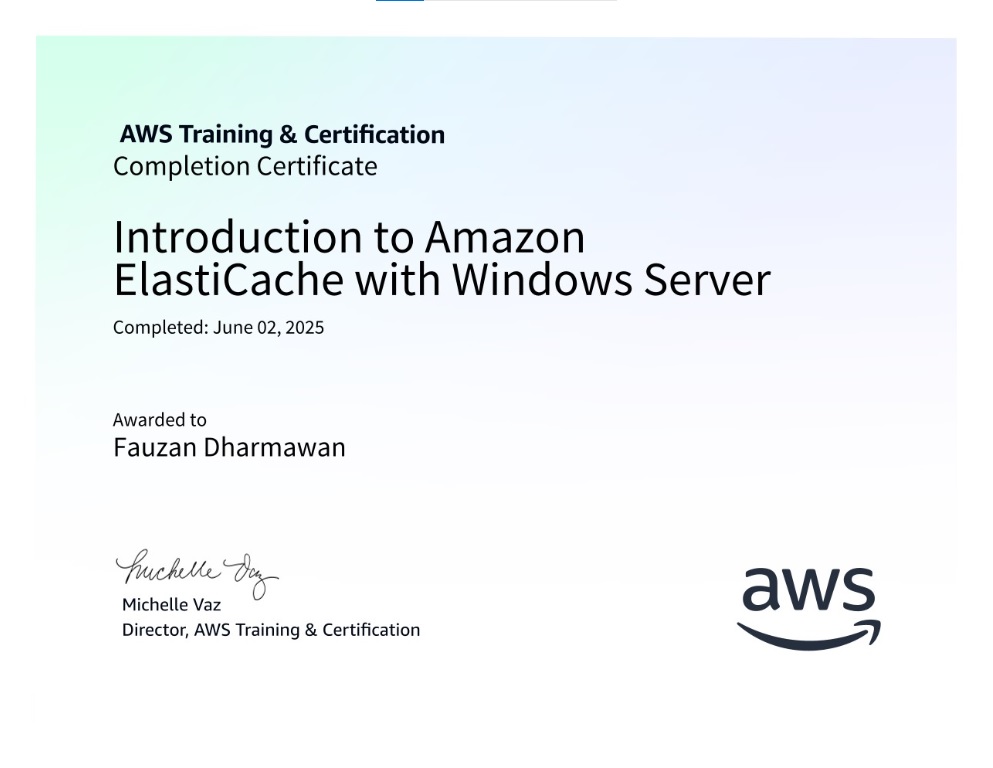 AWS Training & Certification
Completion Certificate
Introduction to Amazon
ElastiCache with Windows Server
Completed: June 02, 2025
Awarded to
Fauzan Dharmawan
Michelle Vaz
Michelle Vaz
Director, AWS Training & Certification
aws